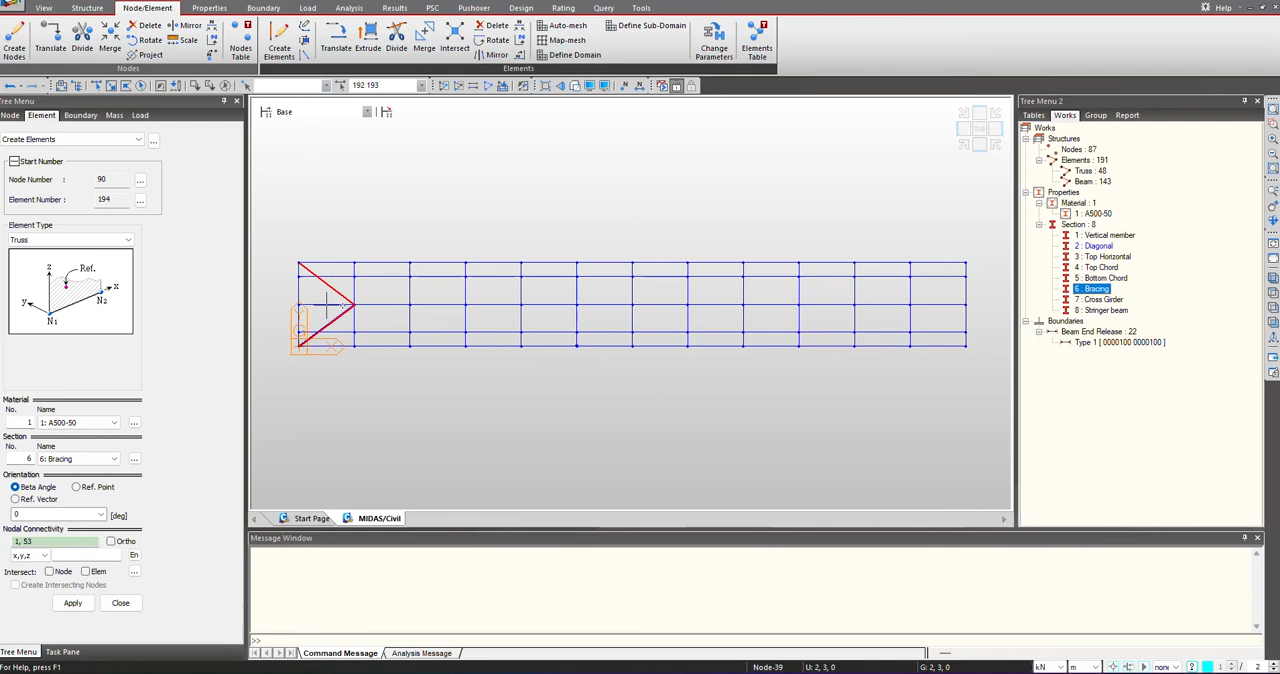 View Structure Node/Element Properties Boundary Load Analysis Results PSC Pushover Design Query Rating Tools Help
Create Nodes
Translate
Divide
Merge
Delete
Rotate
Project
Mirror
Scale
Nodes Table
Nodes
Create Elements
Translate
Extrude
Divide
Merge
Intersect
Delete
Rotate
Mirror
Auto-mesh
Map-mesh
Define Domain
Define Sub-Domain
Change Parameters
Elements Table
Elements
192 193
Tree Menu
Node Element Boundary Mass Load
Create Elements
Start Number
Node Number : 90
Element Number : 194
Element Type
Truss
Ref.
z
x
y
N1
N2
Material
No. Name
1 1: A500-50
Section
No. Name
6 6: Bracing
Orientation
Beta Angle Ref. Point
Ref. Vector
0 [deg]
Nodal Connectivity
1, 53 Ortho
x,y,z En
Intersect: Node Elem
Create Intersecting Nodes
Apply Close
Tree Menu Task Pane
Base
TOP
X
Start Page MIDAS/Civil
Message Window
>>
Command Message Analysis Message
Tree Menu 2
Tables Works Group Report
Works
Structures
Nodes : 87
Elements : 191
Truss : 48
Beam : 143
Properties
Material : 1
1 : A500-50
Section : 8
1 : Vertical member
2 : Diagonal
3 : Top Horizontal
4 : Top Chord
5 : Bottom Chord
6 : Bracing
7 : Cross Girder
8 : Stringer beam
Boundaries
Beam End Release : 22
Type 1 [ 0000100 0000100 ]
For Help, press F1
Node-39 U: 2, 3, 0 G: 2, 3, 0 kN m none 1 / 2